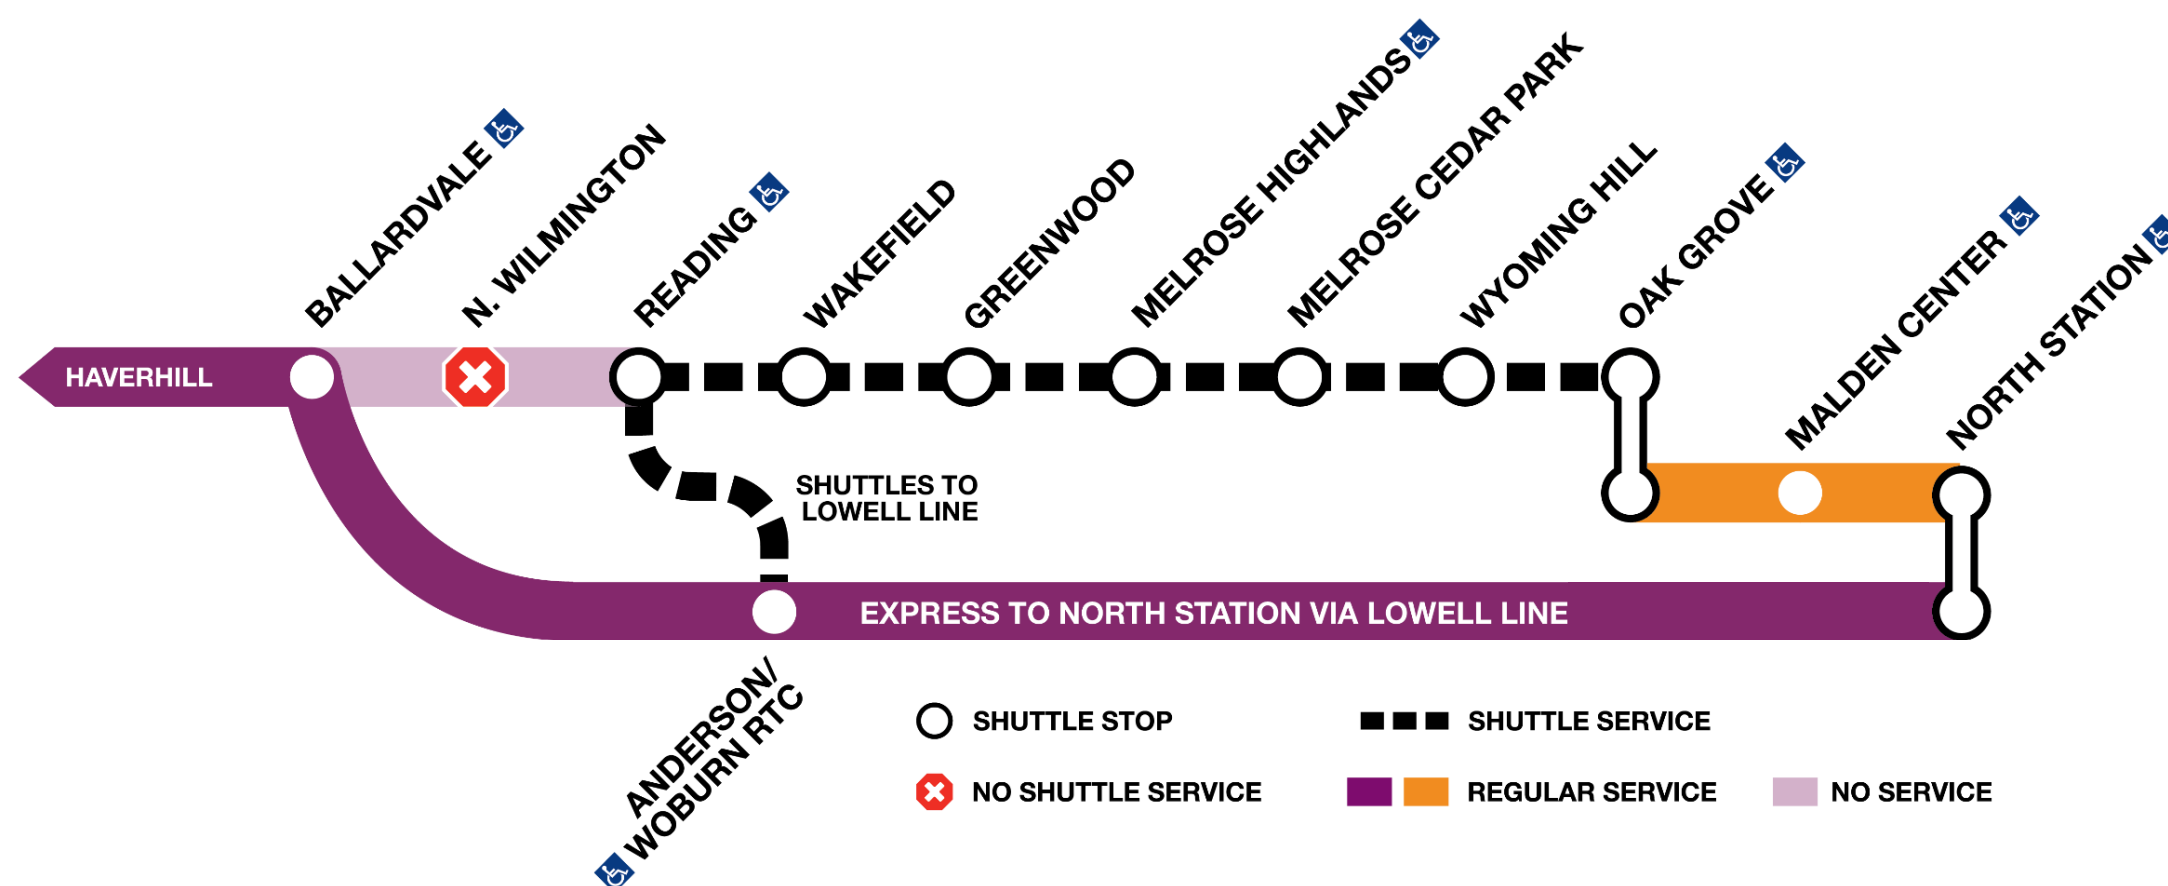 BALLARDVALE
N. WILMINGTON
READING
WAKEFIELD
GREENWOOD
MELROSE HIGHLANDS
MELROSE CEDAR PARK
WYOMING HILL
OAK GROVE
MALDEN CENTER
NORTH STATION
HAVERHILL
SHUTTLES TO
LOWELL LINE
EXPRESS TO NORTH STATION VIA LOWELL LINE
ANDERSON/
WOBURN RTC
SHUTTLE STOP
SHUTTLE SERVICE
NO SHUTTLE SERVICE
REGULAR SERVICE
NO SERVICE